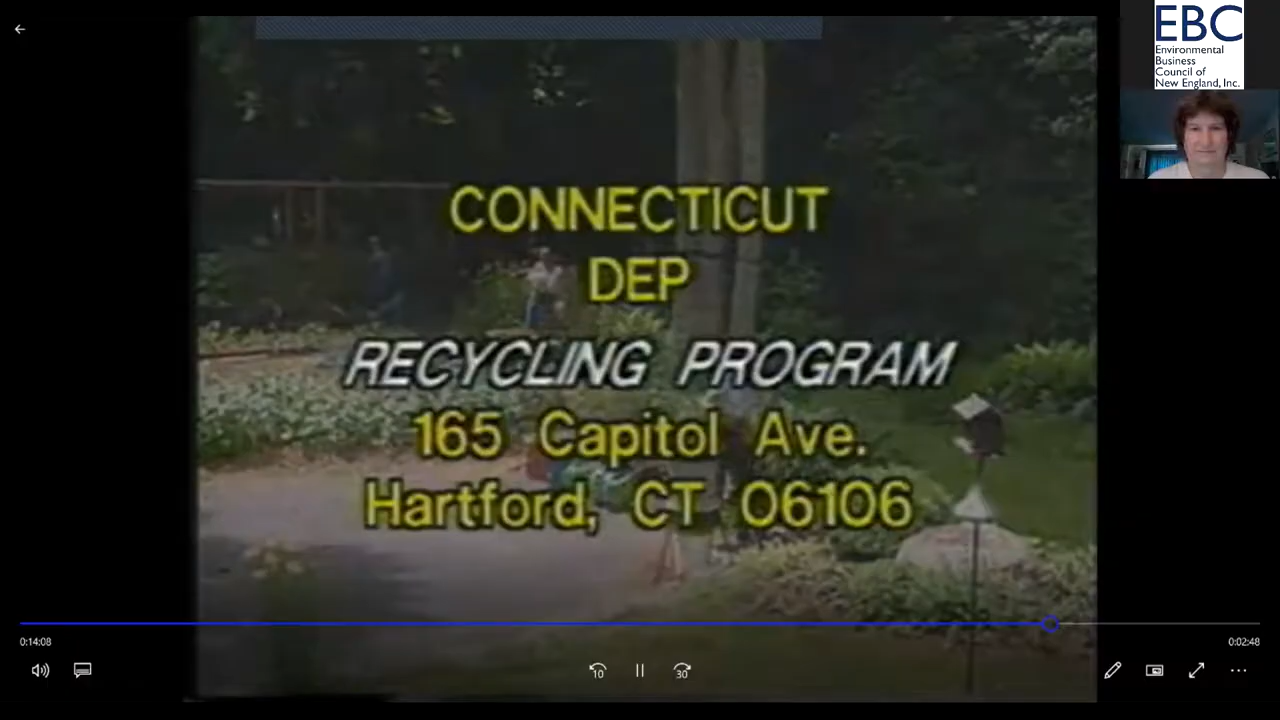 EBC
Environmental
Business
Council of
New England, Inc.
CONNECTICUT
DEP
RECYCLING PROGRAM
165 Capitol Ave.
Hartford, CT 06106
0:14:08
0:02:48
10
30